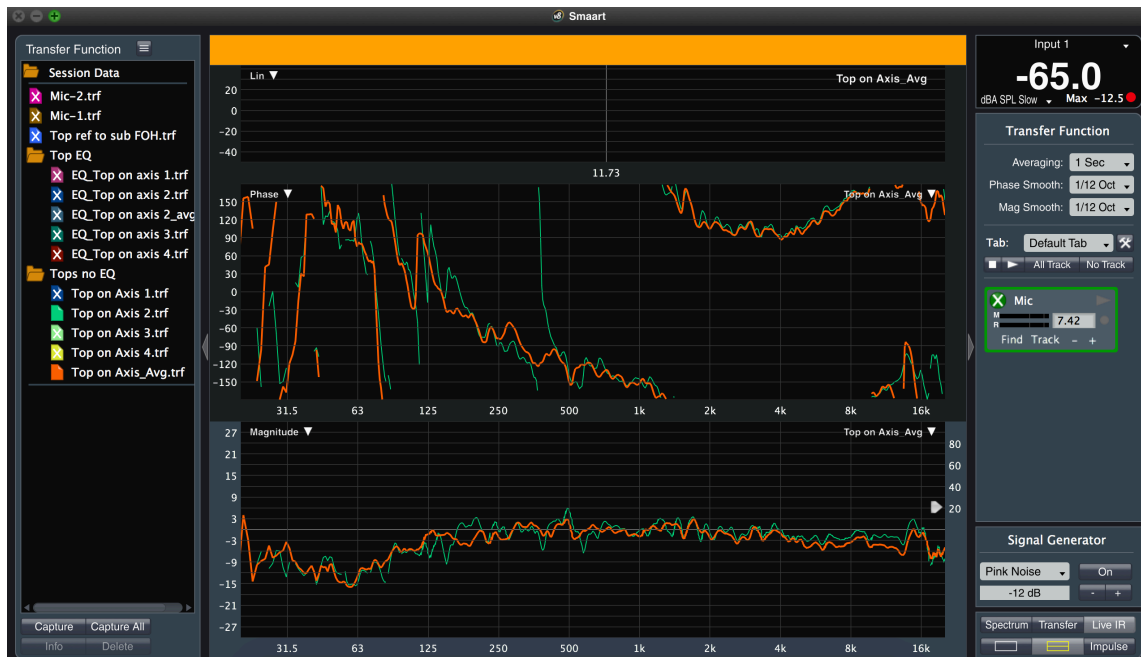 Smaart
Transfer Function
Session Data
Mic-2.trf
Mic-1.trf
Top ref to sub FOH.trf
Top EQ
EQ_Top on axis 1.trf
EQ_Top on axis 2.trf
EQ_Top on axis 2_avg
EQ_Top on axis 3.trf
EQ_Top on axis 4.trf
Tops no EQ
Top on Axis 1.trf
Top on Axis 2.trf
Top on Axis 3.trf
Top on Axis 4.trf
Top on Axis_Avg.trf
Capture Capture All
Info Delete
Lin Top on Axis_Avg
20
0
-20
-40
11.73
Phase Top on Axis_Avg
150
120
90
60
30
0
-30
-60
-90
-120
-150
31.5 63 125 250 500 1k 2k 4k 8k 16k
Magnitude Top on Axis_Avg
27
21
15
9
3
-3
-9
-15
-21
-27
80
60
40
20
31.5 63 125 250 500 1k 2k 4k 8k 16k
Input 1
-65.0
dBA SPL Slow Max -12.5
Transfer Function
Averaging: 1 Sec
Phase Smooth: 1/12 Oct
Mag Smooth: 1/12 Oct
Tab: Default Tab
All Track No Track
X Mic
M
R
7.42
Find Track - +
Signal Generator
Pink Noise On
-12 dB - +
Spectrum Transfer Live IR
Impulse